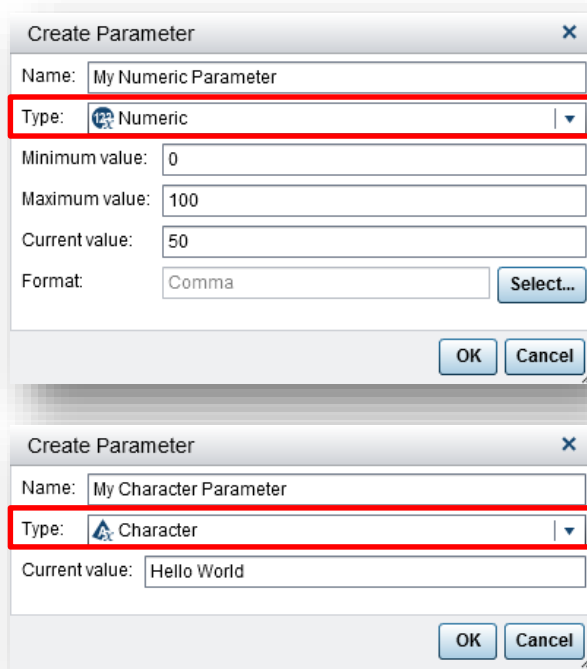 Create Parameter
Name: My Numeric Parameter
Type: 123 Numeric
Minimum value: 0
Maximum value: 100
Current value: 50
Format: Comma Select...
OK Cancel
Create Parameter
Name: My Character Parameter
Type: Character
Current value: Hello World
OK Cancel